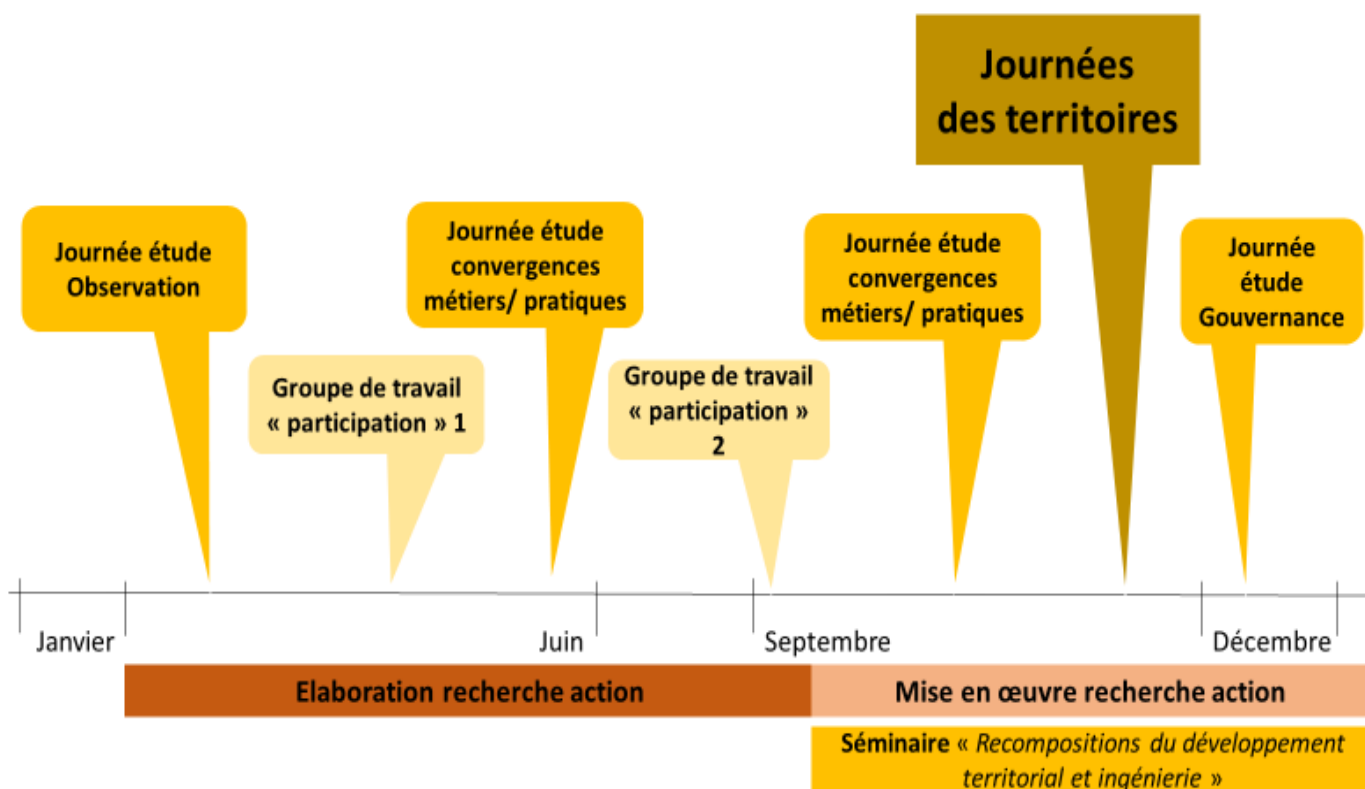 Journées
des territoires
Journée étude
Observation
Journée étude
convergences
métiers/ pratiques
Journée étude
convergences
métiers/ pratiques
Journée
étude
Gouvernance
Groupe de travail
« participation » 1
Groupe de travail
« participation »
2
Janvier
Juin
Septembre
Décembre
Elaboration recherche action
Mise en œuvre recherche action
Séminaire « Recompositions du développement
territorial et ingénierie »